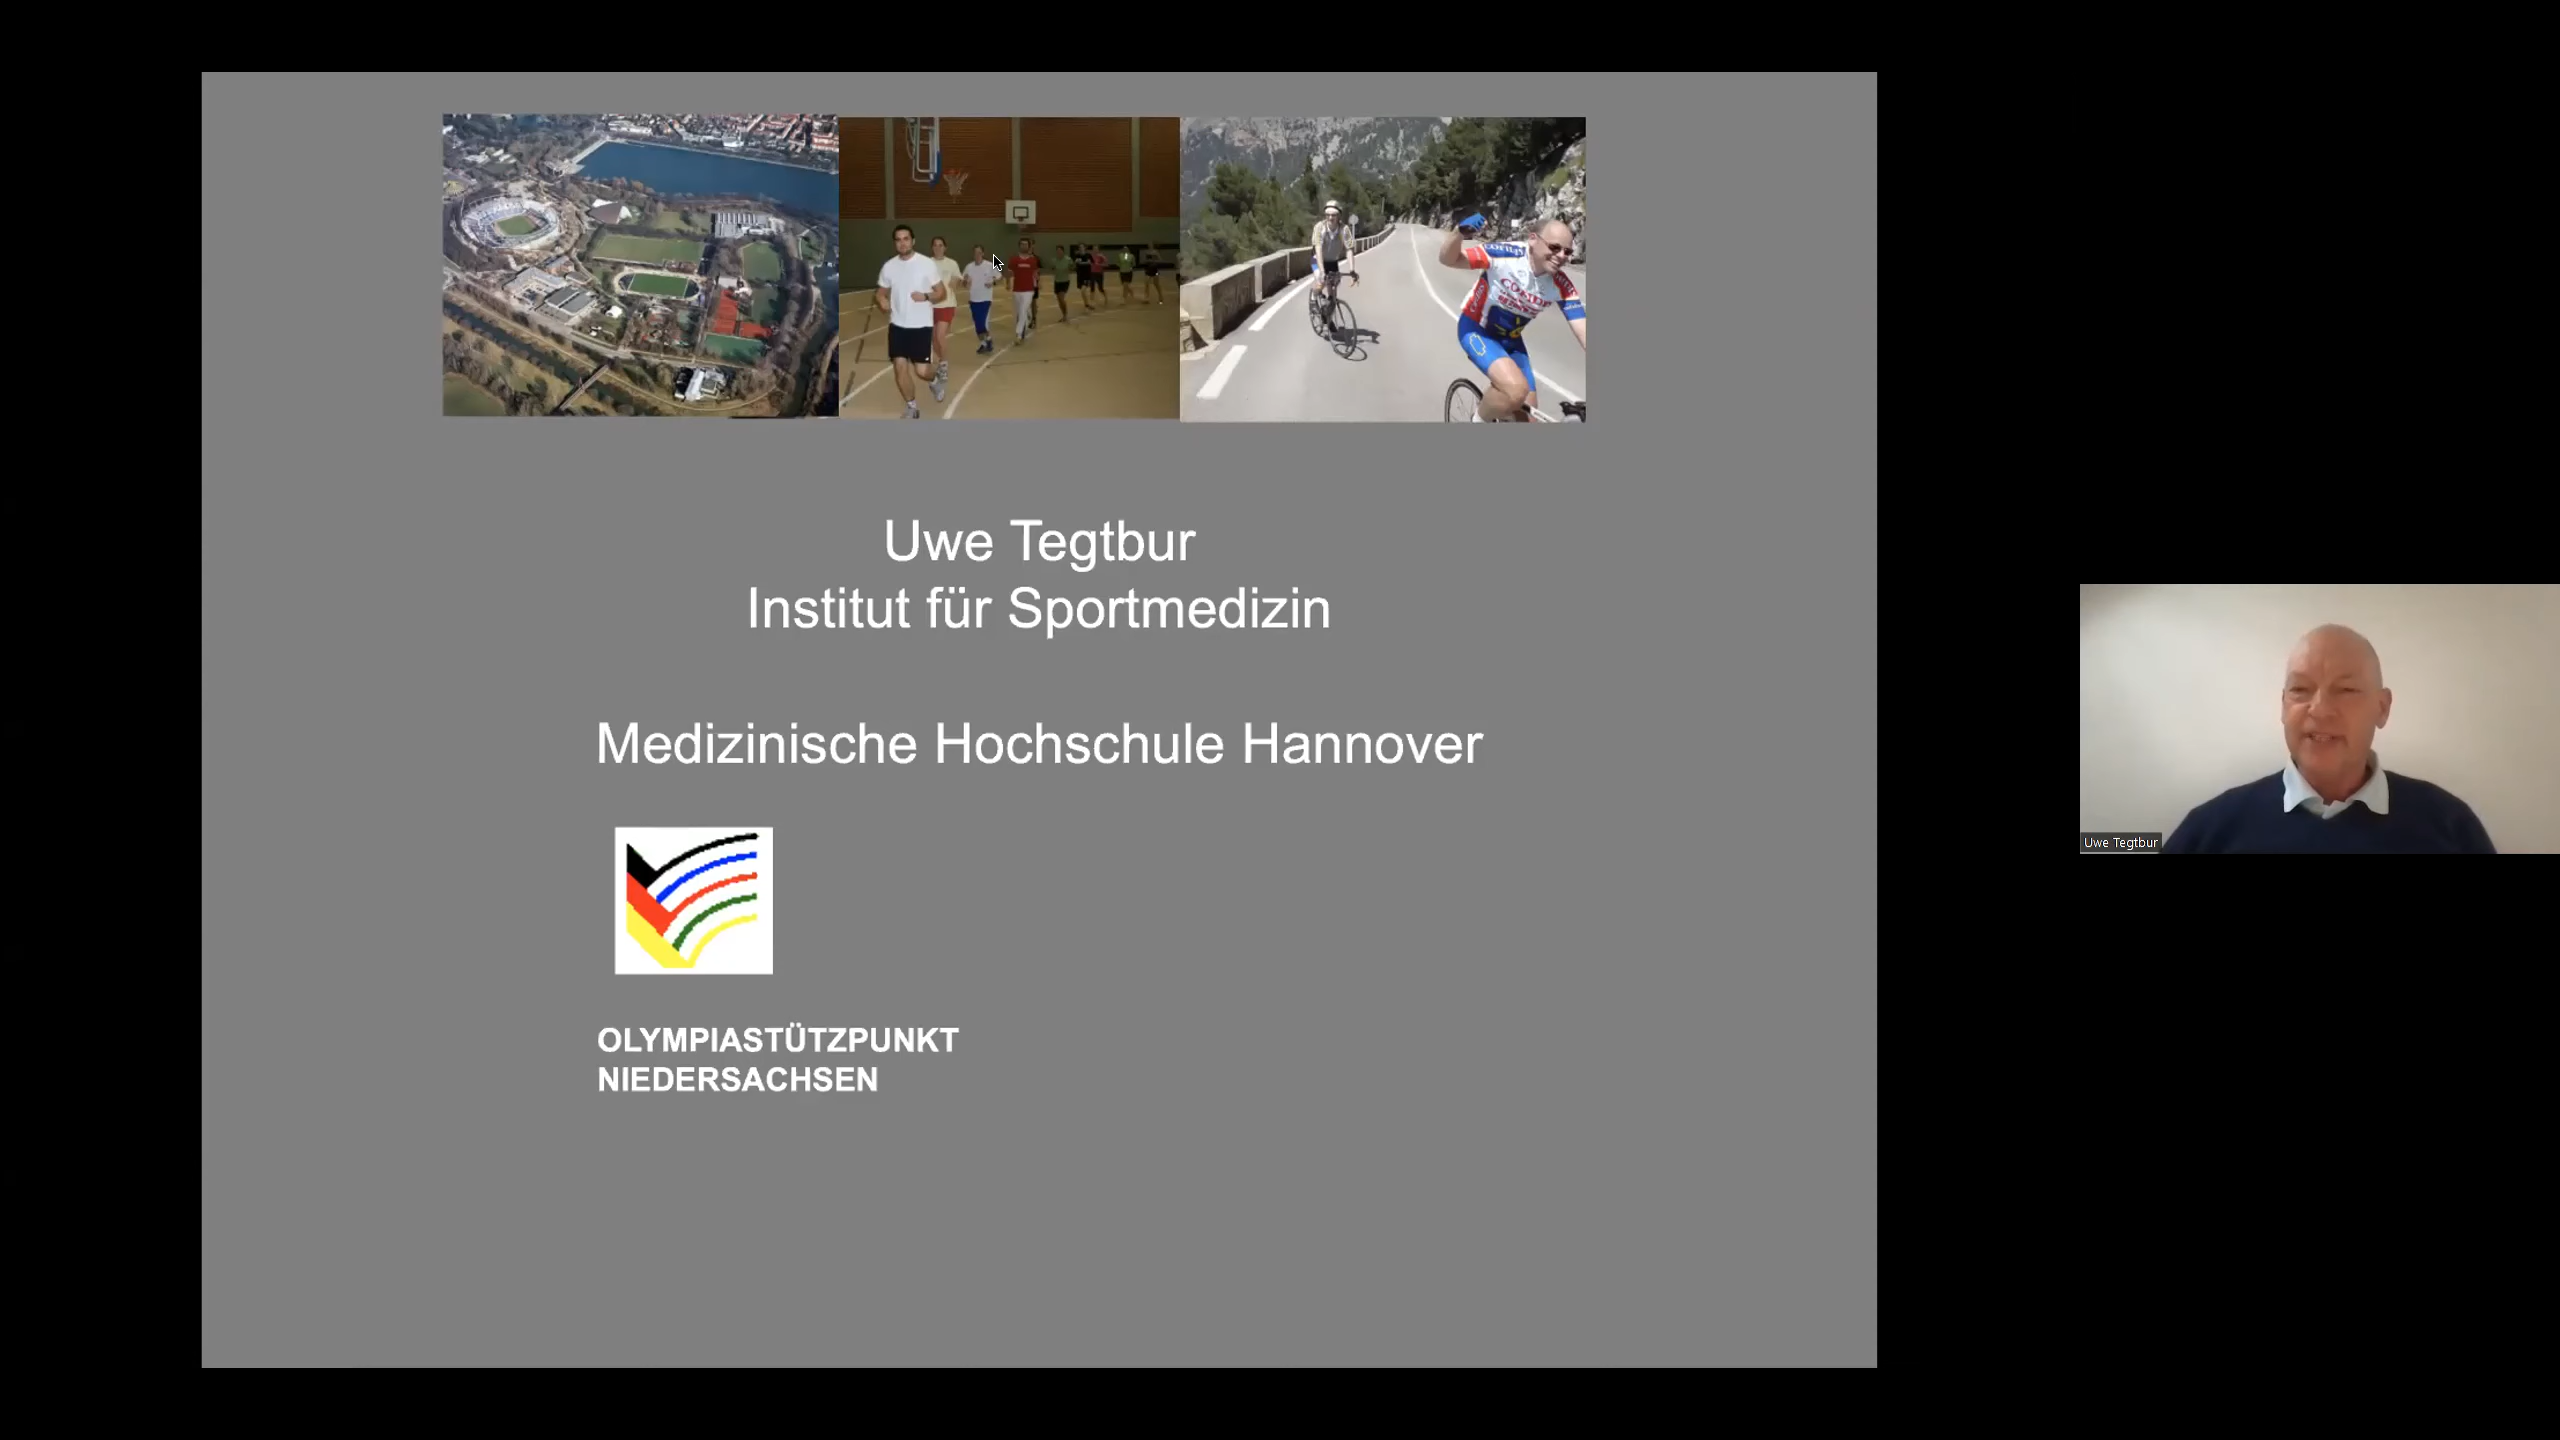 Uwe Tegtbur
Institut für Sportmedizin
Medizinische Hochschule Hannover
OLYMPIASTÜTZPUNKT
NIEDERSACHSEN
Uwe Tegtbur